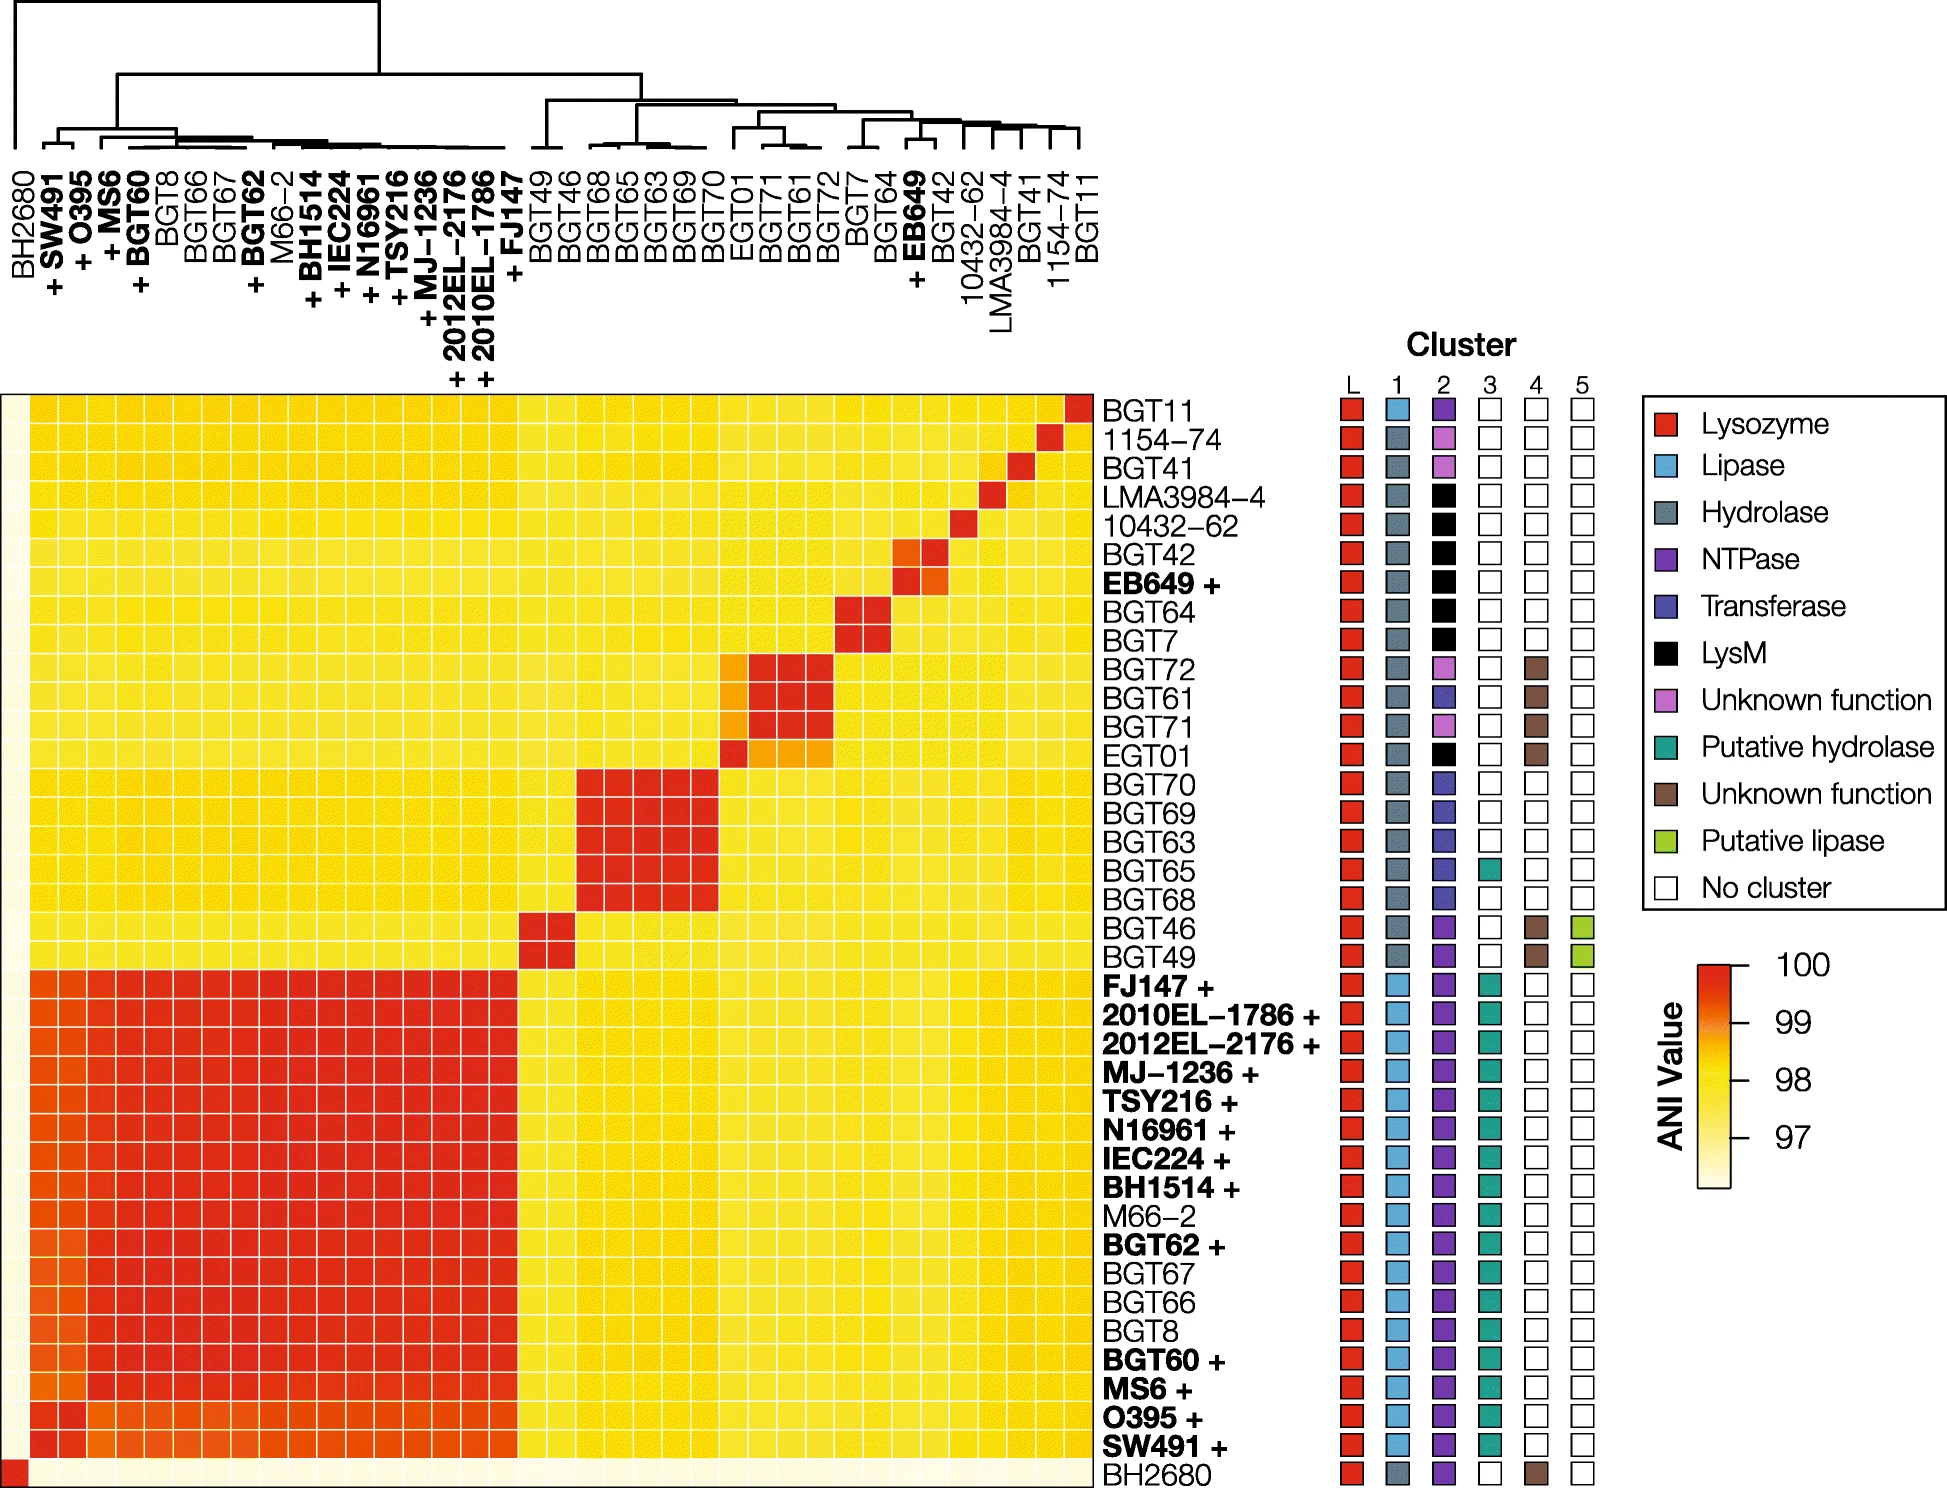 BH2680
+ SW491
+ O395
+ MS6
+ BGT60
BGT8
BGT66
BGT67
+ BGT62
M66–2
+ BH1514
+ IEC224
+ N16961
+ TSY216
+ MJ–1236
+ 2012EL–2176
+ 2010EL–1786
+ FJ147
BGT49
BGT46
BGT68
BGT65
BGT63
BGT69
BGT70
EGT01
BGT71
BGT61
BGT72
BGT7
BGT64
+ EB649
BGT42
10432–62
LMA3984–4
BGT41
1154–74
BGT11
Cluster
L 1 2 3 4 5
BGT11
1154–74
BGT41
LMA3984–4
10432–62
BGT42
EB649 +
BGT64
BGT7
BGT72
BGT61
BGT71
EGT01
BGT70
BGT69
BGT63
BGT65
BGT68
BGT46
BGT49
FJ147 +
2010EL–1786 +
2012EL–2176 +
MJ–1236 +
TSY216 +
N16961 +
IEC224 +
BH1514 +
M66–2
BGT62 +
BGT67
BGT66
BGT8
BGT60 +
MS6 +
O395 +
SW491 +
BH2680
Lysozyme
Lipase
Hydrolase
NTPase
Transferase
LysM
Unknown function
Putative hydrolase
Unknown function
Putative lipase
No cluster
ANI Value
100
99
98
97